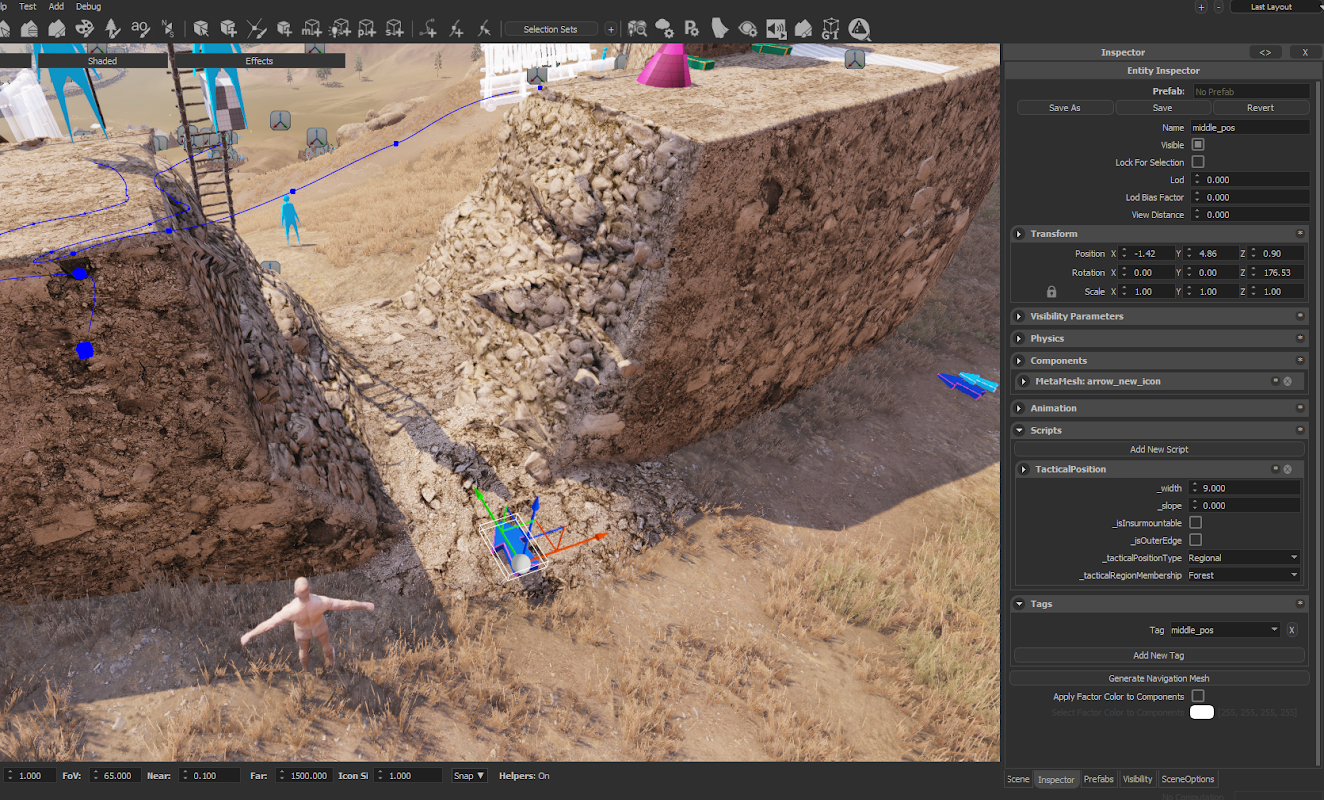 Test Add Debug
Last Layout
ao
Selection Sets
GT
Shaded Effects
Inspector <> X
Entity Inspector
Prefab: No Prefab
Save As Save Revert
Name middle_pos
Visible
Lock For Selection
Lod 0.000
Lod Bias Factor 0.000
View Distance 0.000
Transform
Position X -1.42 Y 4.86 Z 0.90
Rotation X 0.00 Y 0.00 Z 176.53
Scale X 1.00 Y 1.00 Z 1.00
Visibility Parameters
Physics
Components
MetaMesh: arrow_new_icon
Animation
Scripts
Add New Script
TacticalPosition
_width 9.000
_slope 0.000
_isInsurmountable
_isOuterEdge
_tacticalPositionType Regional
_tacticalRegionMembership Forest
Tags
Tag middle_pos X
Add New Tag
Generate Navigation Mesh
Apply Factor Color to Components
Select Factor Color to Components (255, 255, 255, 255)
1.000 FoV: 65.000 Near: 0.100 Far: 1500.000 Icon Si 1.000 Snap ▼ Helpers: On
Scene Inspector Prefabs Visibility SceneOptions
No Computation